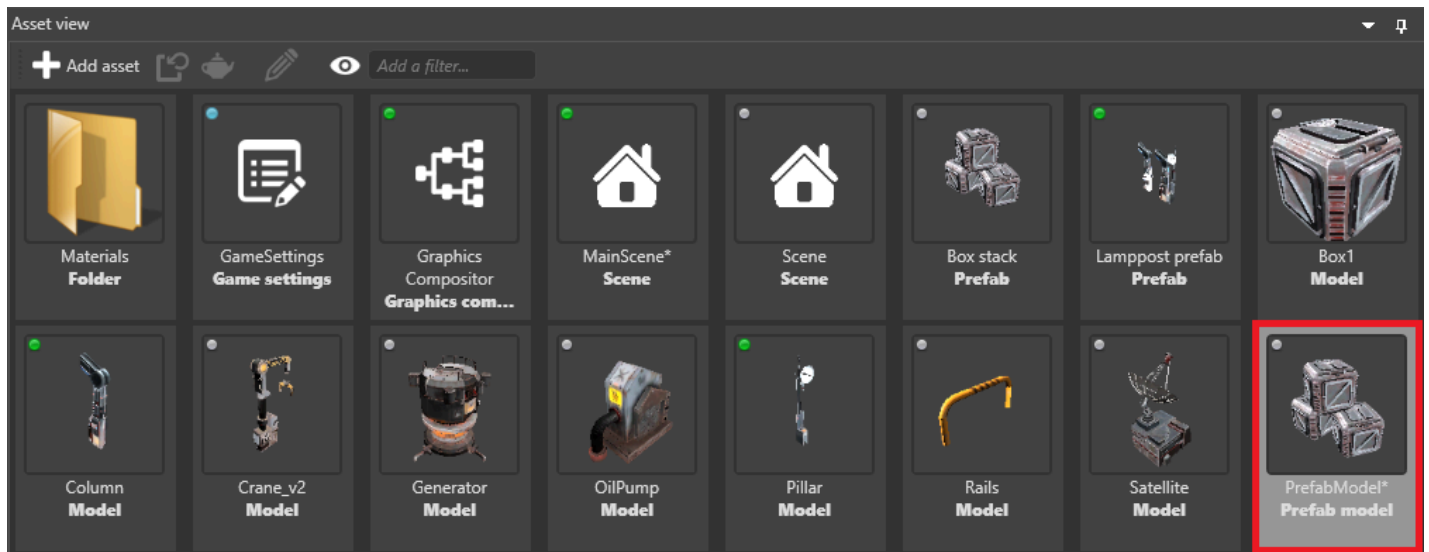 Asset view
Add asset
Add a filter...
Materials
Folder
GameSettings
Game settings
Graphics
Compositor
Graphics com...
MainScene*
Scene
Scene
Scene
Box stack
Prefab
Lamppost prefab
Prefab
Box1
Model
Column
Model
Crane_v2
Model
Generator
Model
OilPump
Model
Pillar
Model
Rails
Model
Satellite
Model
PrefabModel*
Prefab model